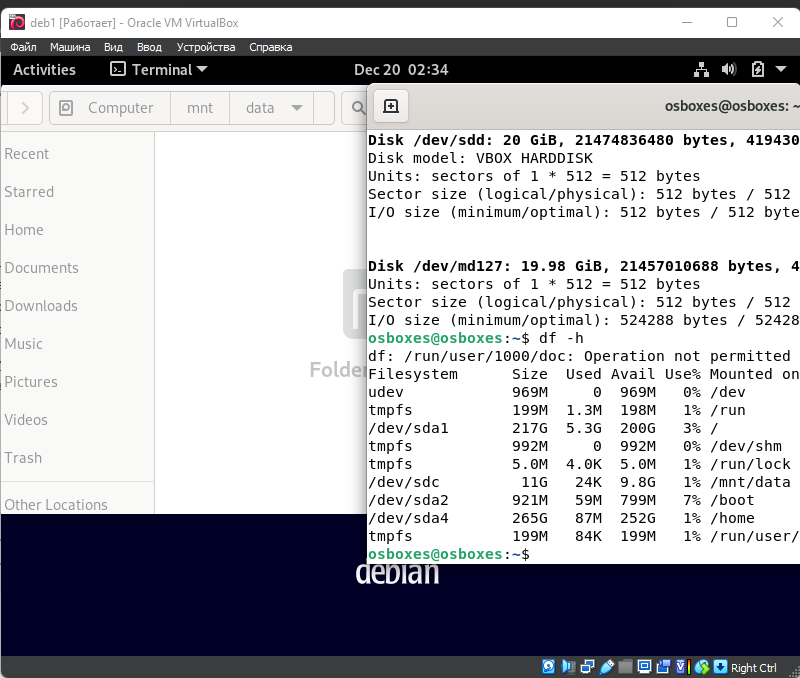 deb1 [Работает] - Oracle VM VirtualBox
Файл Машина Вид Ввод Устройства Справка
Activities Terminal Dec 20 02:34
Computer mnt data
osboxes@osboxes: ~
Recent
Starred
Home
Documents
Downloads
Music
Pictures
Videos
Trash
Other Locations
Folder
Disk /dev/sdd: 20 GiB, 21474836480 bytes, 419430
Disk model: VBOX HARDDISK
Units: sectors of 1 * 512 = 512 bytes
Sector size (logical/physical): 512 bytes / 512
I/O size (minimum/optimal): 512 bytes / 512 byte
Disk /dev/md127: 19.98 GiB, 21457010688 bytes, 4
Units: sectors of 1 * 512 = 512 bytes
Sector size (logical/physical): 512 bytes / 512
I/O size (minimum/optimal): 524288 bytes / 52428
osboxes@osboxes:~$ df -h
df: /run/user/1000/doc: Operation not permitted
Filesystem Size Used Avail Use% Mounted on
udev 969M 0 969M 0% /dev
tmpfs 199M 1.3M 198M 1% /run
/dev/sda1 217G 5.3G 200G 3% /
tmpfs 992M 0 992M 0% /dev/shm
tmpfs 5.0M 4.0K 5.0M 1% /run/lock
/dev/sdc 11G 24K 9.8G 1% /mnt/data
/dev/sda2 921M 59M 799M 7% /boot
/dev/sda4 265G 87M 252G 1% /home
tmpfs 199M 84K 199M 1% /run/user/
osboxes@osboxes:~$
debian
Right Ctrl